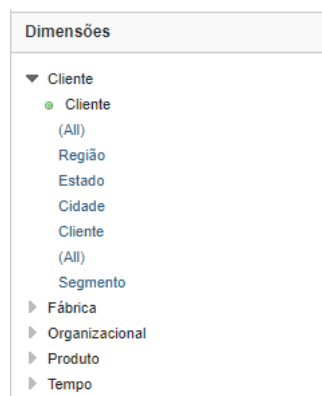 Dimensões
Cliente
Cliente
(All)
Região
Estado
Cidade
Cliente
(All)
Segmento
Fábrica
Organizacional
Produto
Tempo